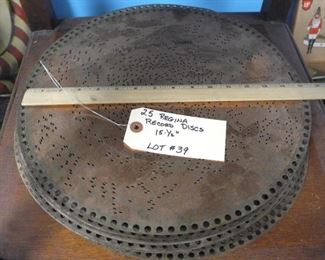 25 REGINA
RECORD DISCS
15-½"
LOT #39